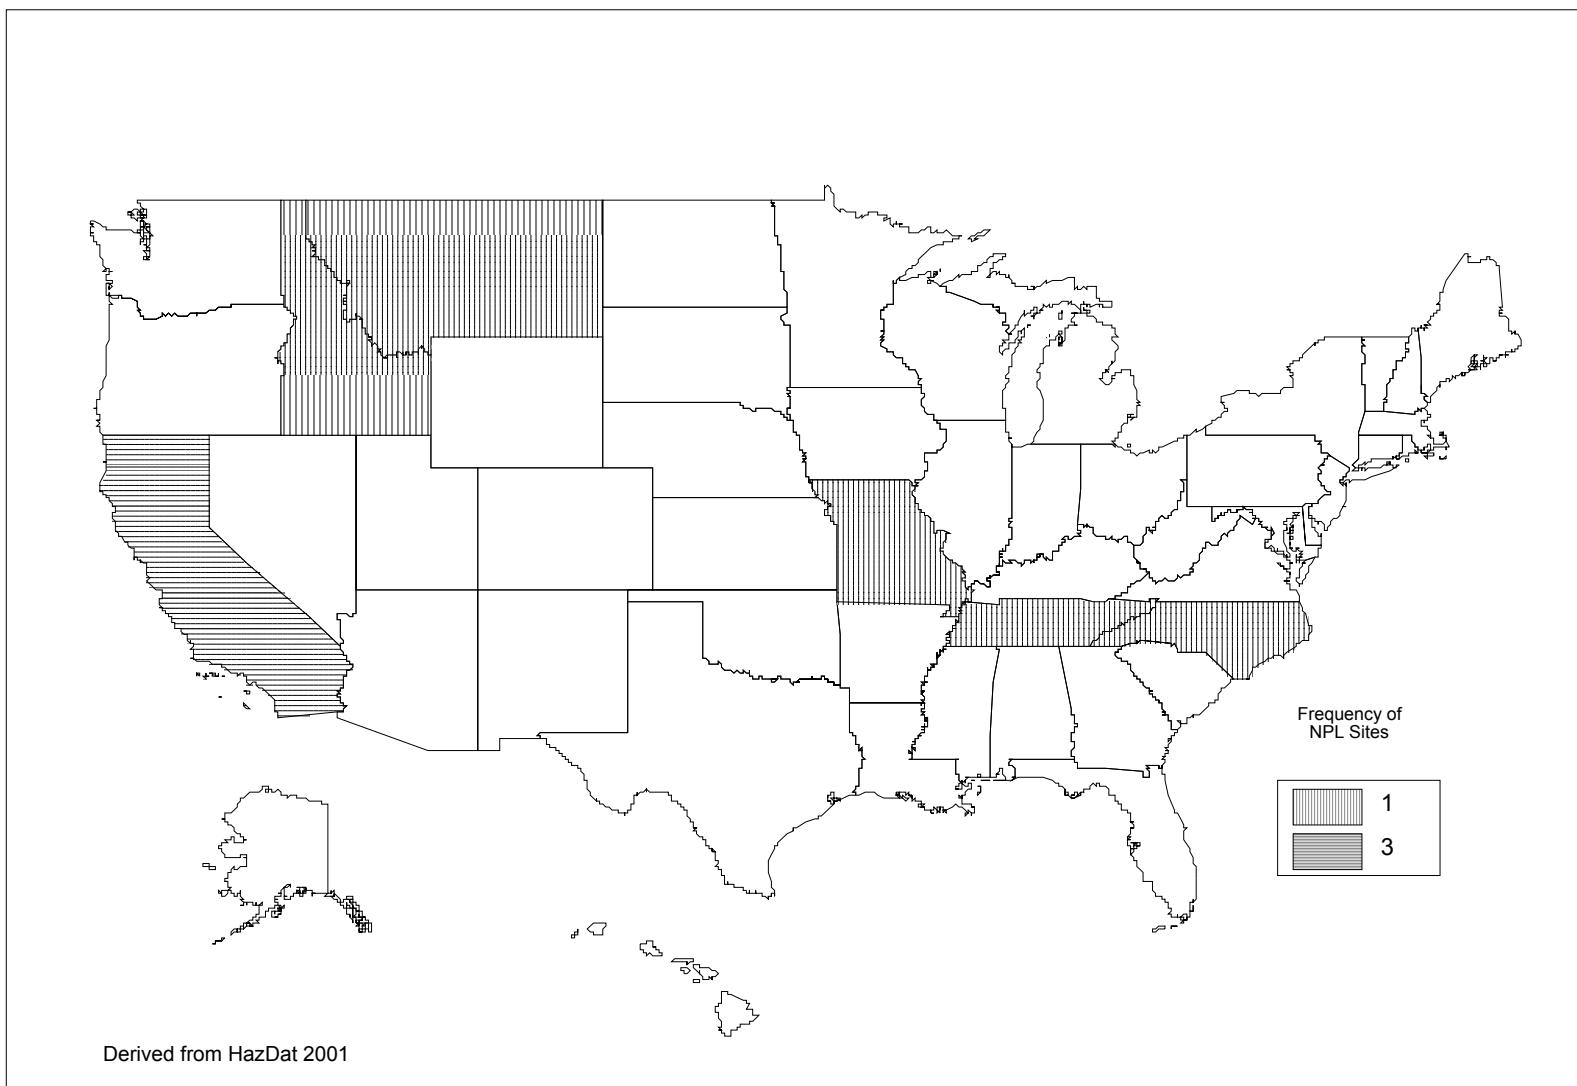 Frequency of
NPL Sites
1
3
Derived from HazDat 2001